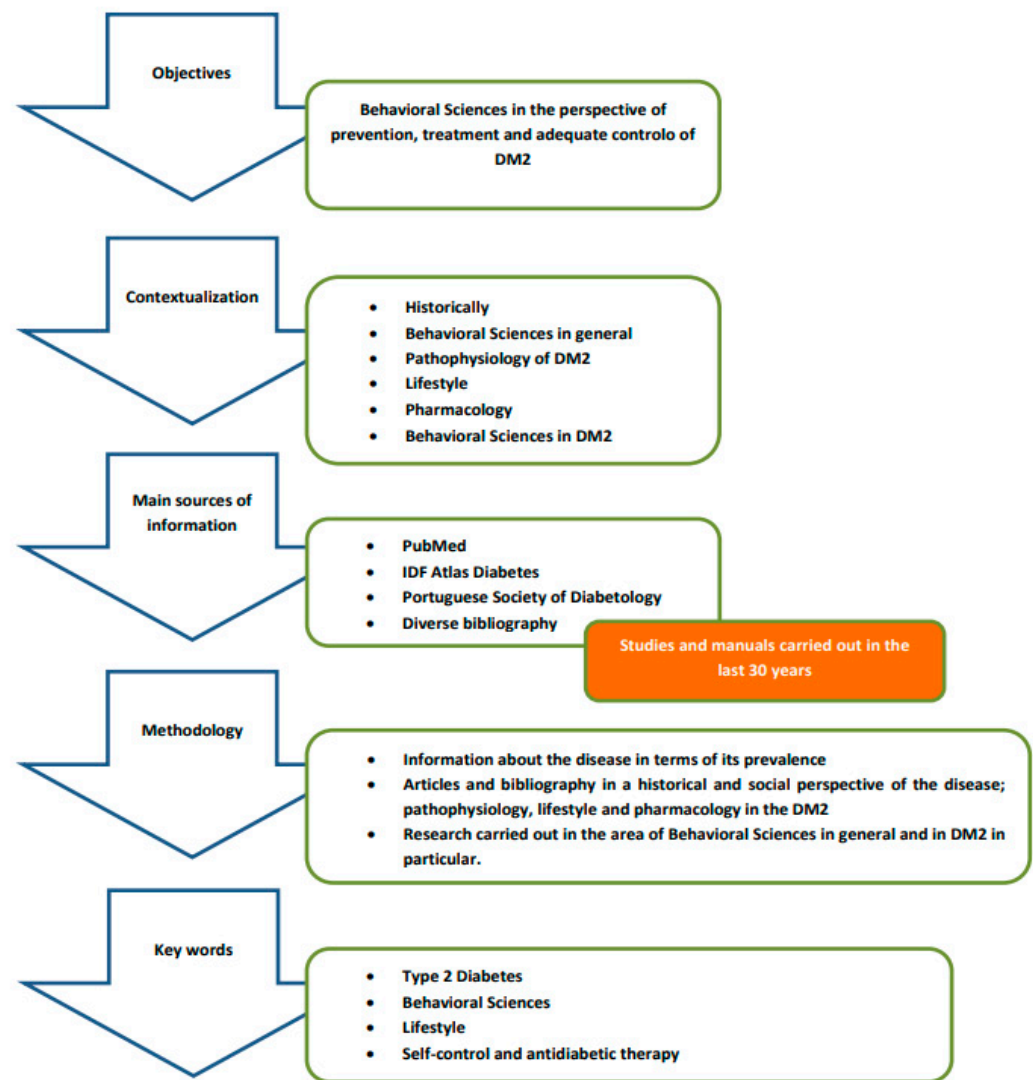 Objectives
Behavioral Sciences in the perspective of
prevention, treatment and adequate controlo of
DM2
Contextualization
• Historically
• Behavioral Sciences in general
• Pathophysiology of DM2
• Lifestyle
• Pharmacology
• Behavioral Sciences in DM2
Main sources of
information
• PubMed
• IDF Atlas Diabetes
• Portuguese Society of Diabetology
• Diverse bibliography
Studies and manuals carried out in the
last 30 years
Methodology
• Information about the disease in terms of its prevalence
• Articles and bibliography in a historical and social perspective of the disease;
pathophysiology, lifestyle and pharmacology in the DM2
• Research carried out in the area of Behavioral Sciences in general and in DM2 in
particular.
Key words
• Type 2 Diabetes
• Behavioral Sciences
• Lifestyle
• Self-control and antidiabetic therapy